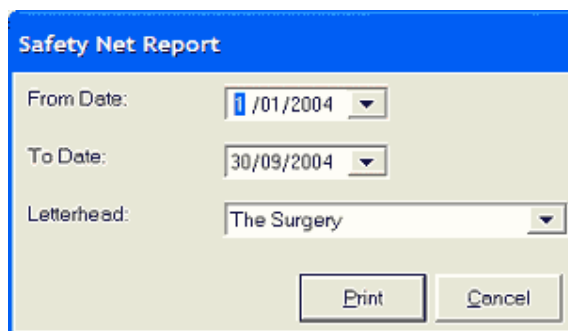 Safety Net Report
From Date: 1 /01/2004
To Date: 30/09/2004
Letterhead: The Surgery
Print Cancel